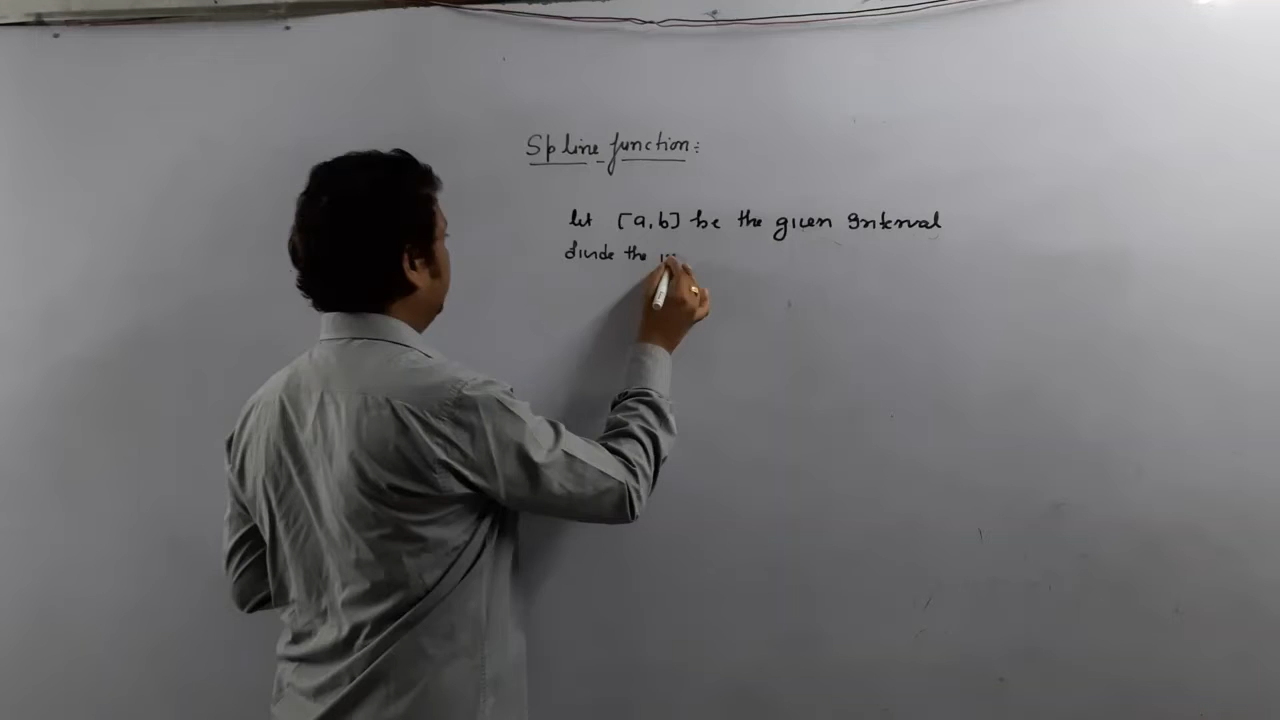 Spline function:
let [a,b] be the given Interval
divide the